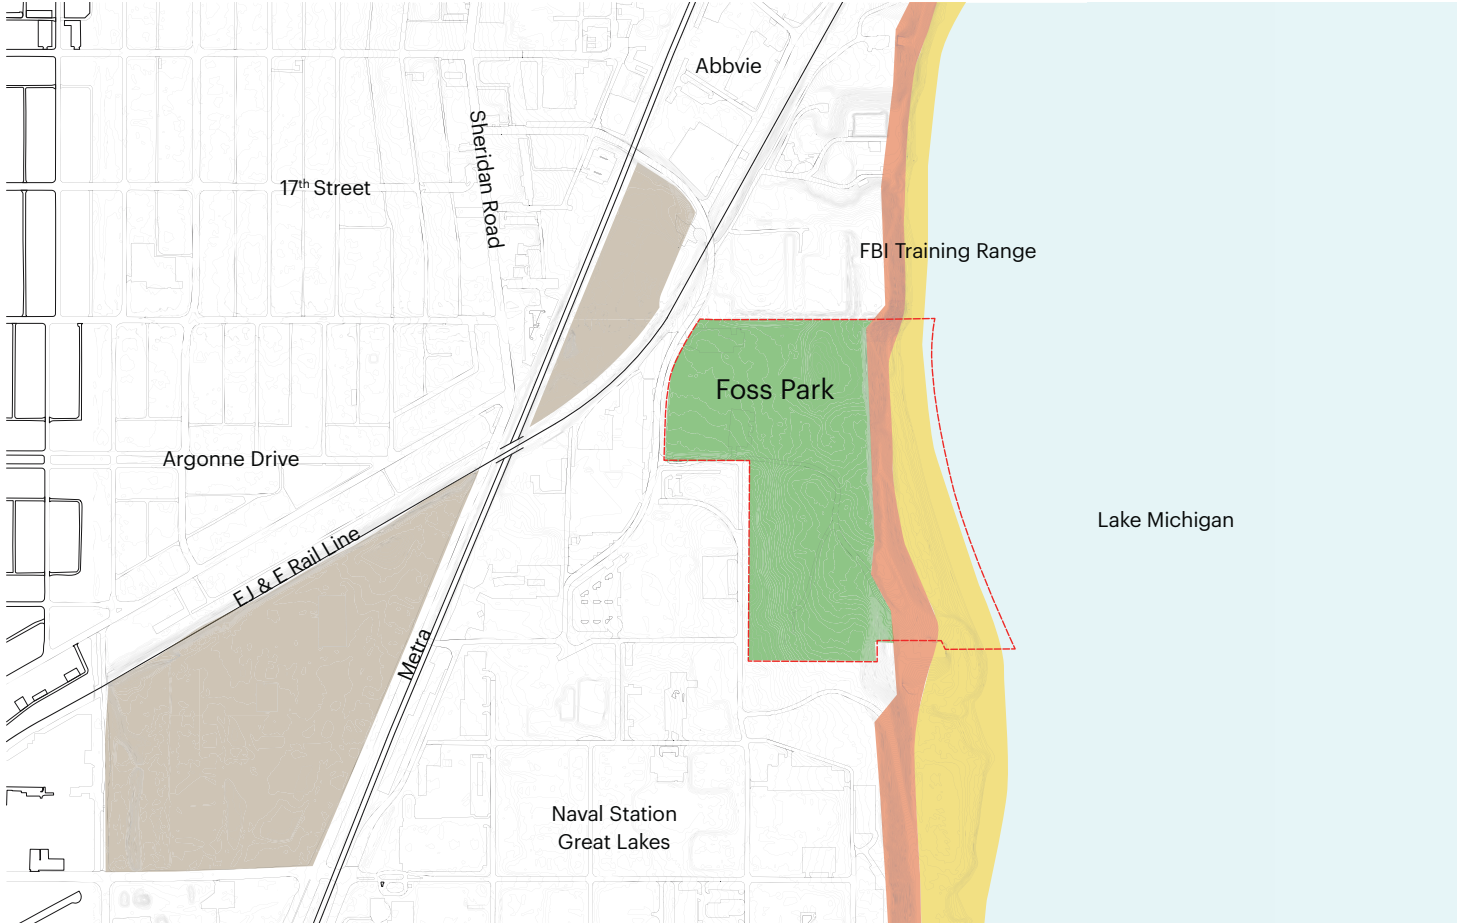 Abbvie
Sheridan Road
17th Street
FBI Training Range
Foss Park
Argonne Drive
Lake Michigan
EJ & E Rail Line
Metra
Naval Station
Great Lakes